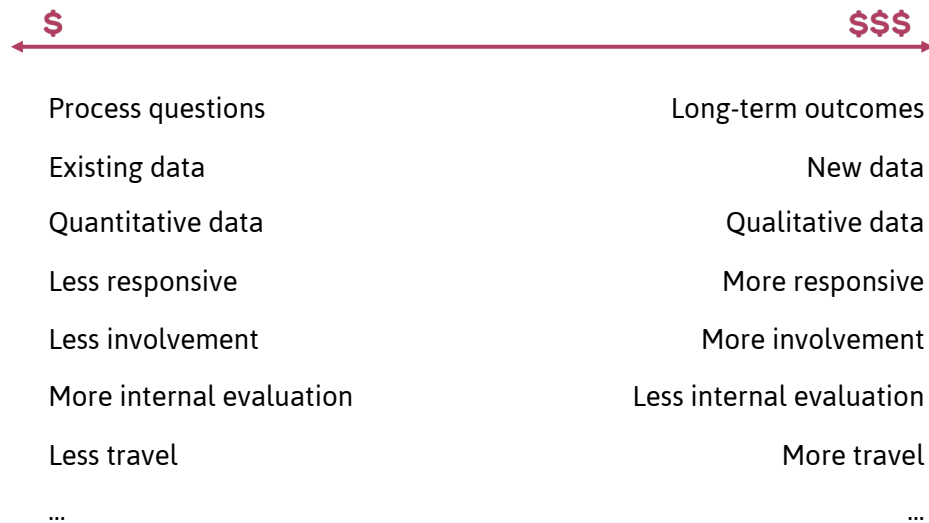 $ $$$
Process questions Long-term outcomes
Existing data New data
Quantitative data Qualitative data
Less responsive More responsive
Less involvement More involvement
More internal evaluation Less internal evaluation
Less travel More travel
... ...